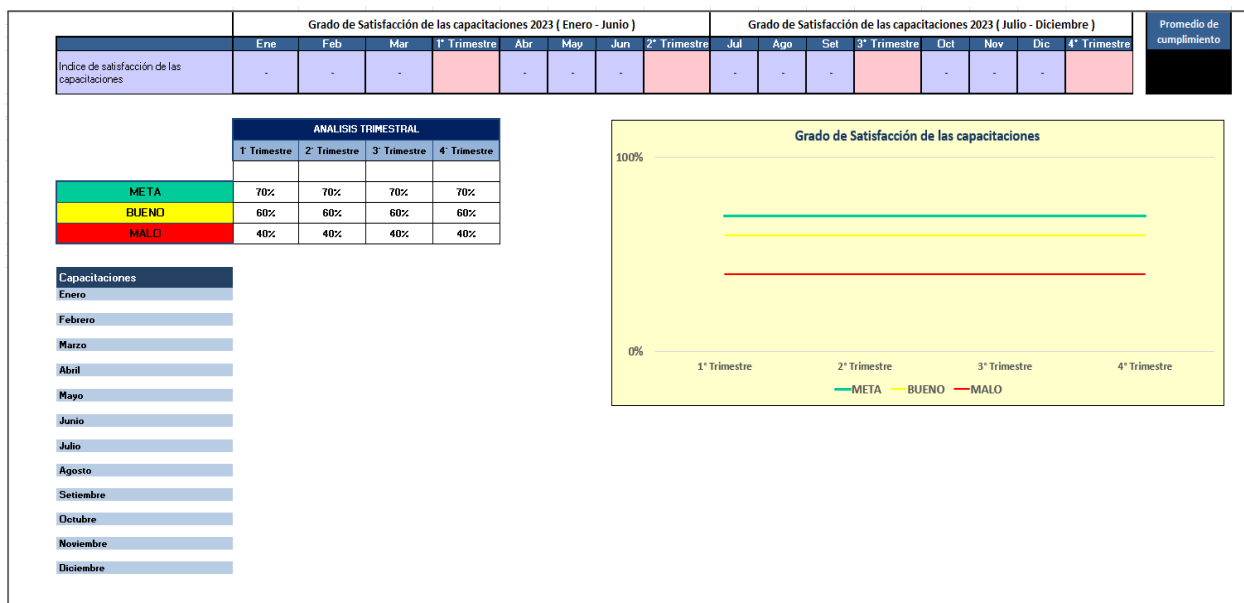 Grado de Satisfacción de las capacitaciones 2023 ( Enero - Junio ) Grado de Satisfacción de las capacitaciones 2023 ( Julio - Diciembre ) Promedio de
cumplimiento
Ene Feb Mar 1° Trimestre Abr May Jun 2° Trimestre Jul Ago Set 3° Trimestre Oct Nov Dic 4° Trimestre
Indice de satisfacción de las
capacitaciones
- - - - - - - - - - - -
ANALISIS TRIMESTRAL
1° Trimestre 2° Trimestre 3° Trimestre 4° Trimestre
META 70% 70% 70% 70%
BUENO 60% 60% 60% 60%
MALO 40% 40% 40% 40%
Grado de Satisfacción de las capacitaciones
100%
0%
1° Trimestre 2° Trimestre 3° Trimestre 4° Trimestre
META BUENO MALO
Capacitaciones
Enero
Febrero
Marzo
Abril
Mayo
Junio
Julio
Agosto
Setiembre
Octubre
Noviembre
Diciembre